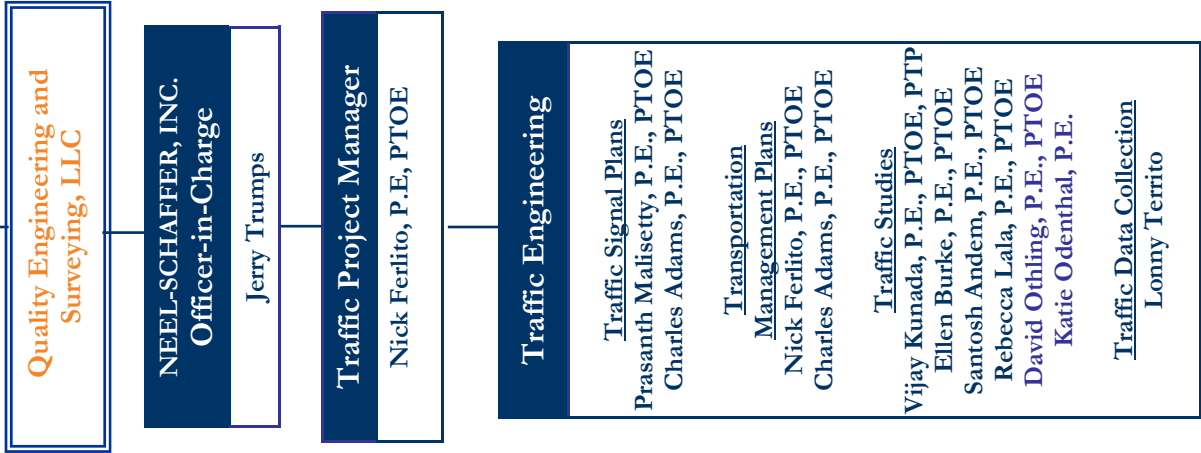 Quality Engineering and
Surveying, LLC
NEEL-SCHAFFER, INC.
Officer-in-Charge
Jerry Trumps
Traffic Project Manager
Nick Ferlito, P.E, PTOE
Traffic Engineering
Traffic Signal Plans
Prasanth Malisetty, P.E., PTOE
Charles Adams, P.E., PTOE
Transportation
Management Plans
Nick Ferlito, P.E., PTOE
Charles Adams, P.E., PTOE
Traffic Studies
Vijay Kunada, P.E., PTOE, PTP
Ellen Burke, P.E., PTOE
Santosh Andem, P.E., PTOE
Rebecca Lala, P.E., PTOE
David Othling, P.E., PTOE
Katie Odenthal, P.E.
Traffic Data Collection
Lonny Territo